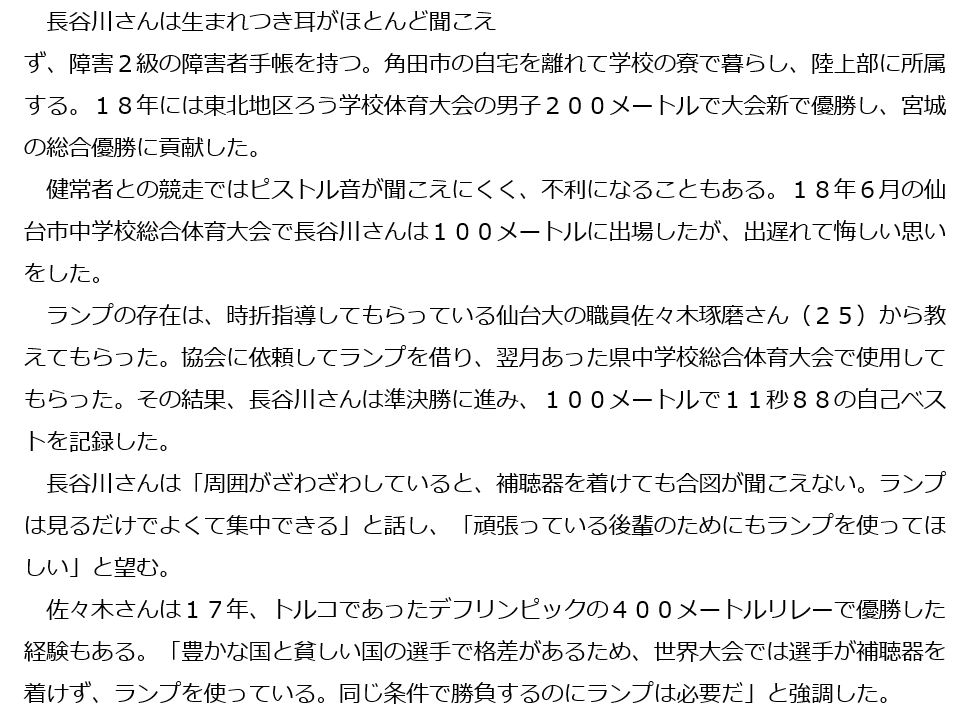 長谷川さんは生まれつき耳がほとんど聞こえ
ず、障害２級の障害者手帳を持つ。角田市の自宅を離れて学校の寮で暮らし、陸上部に所属
する。１８年には東北地区ろう学校体育大会の男子２００メートルで大会新で優勝し、宮城
の総合優勝に貢献した。
　健常者との競走ではピストル音が聞こえにくく、不利になることもある。１８年６月の仙
台市中学校総合体育大会で長谷川さんは１００メートルに出場したが、出遅れて悔しい思い
をした。
　ランプの存在は、時折指導してもらっている仙台大の職員佐々木琢磨さん（２５）から教
えてもらった。協会に依頼してランプを借り、翌月あった県中学校総合体育大会で使用して
もらった。その結果、長谷川さんは準決勝に進み、１００メートルで１１秒８８の自己ベス
トを記録した。
　長谷川さんは「周囲がざわざわしていると、補聴器を着けても合図が聞こえない。ランプ
は見るだけでよくて集中できる」と話し、「頑張っている後輩のためにもランプを使ってほ
しい」と望む。
　佐々木さんは１７年、トルコであったデフリンピックの４００メートルリレーで優勝した
経験もある。「豊かな国と貧しい国の選手で格差があるため、世界大会では選手が補聴器を
着けず、ランプを使っている。同じ条件で勝負するのにランプは必要だ」と強調した。